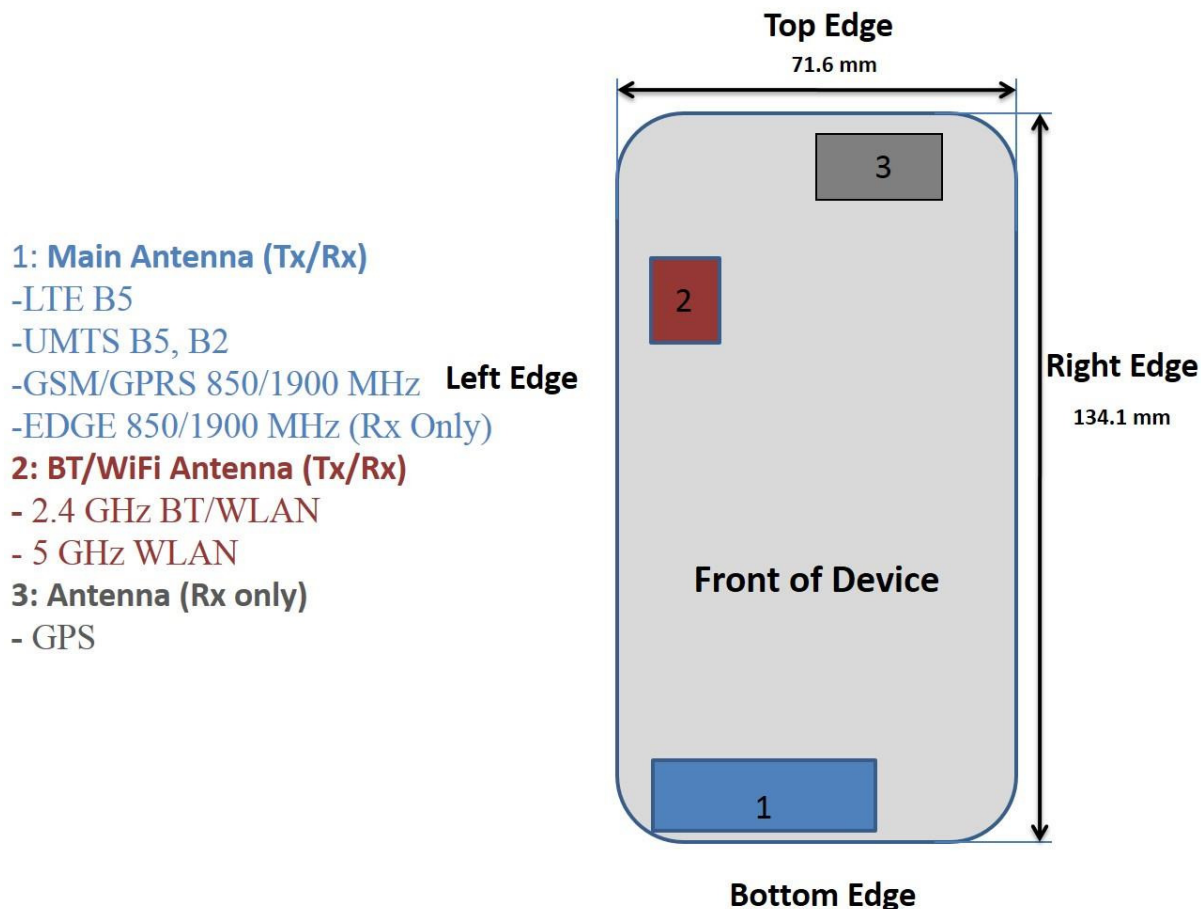 Top Edge
71.6 mm
3
1: Main Antenna (Tx/Rx)
-LTE B5
-UMTS B5, B2
-GSM/GPRS 850/1900 MHz
-EDGE 850/1900 MHz (Rx Only)
2: BT/WiFi Antenna (Tx/Rx)
- 2.4 GHz BT/WLAN
- 5 GHz WLAN
3: Antenna (Rx only)
- GPS
2
Left Edge
Right Edge
134.1 mm
Front of Device
1
Bottom Edge